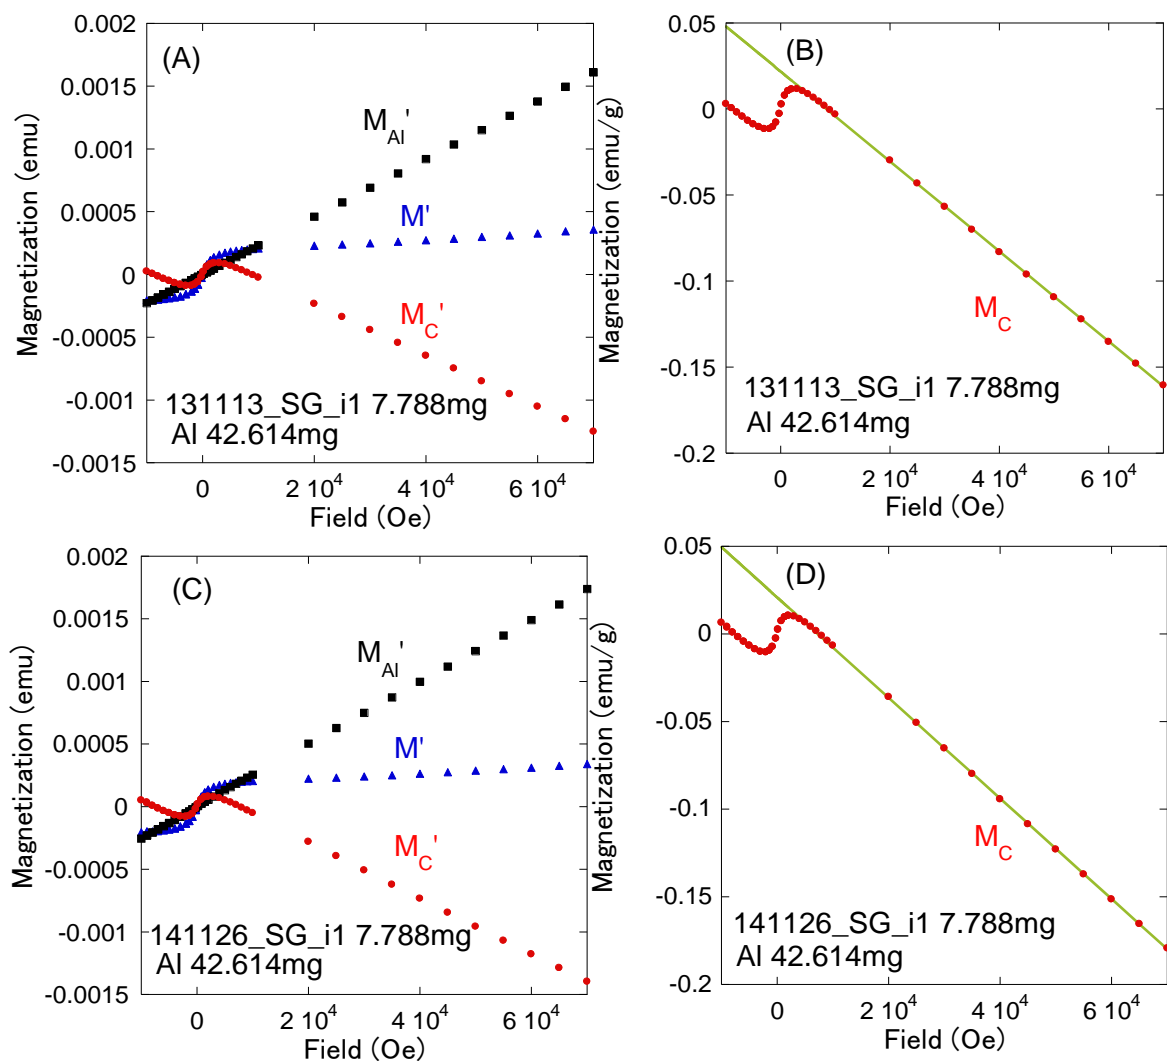 (A)
0.002
0.0015
0.001
0.0005
0
-0.0005
-0.001
-0.0015
Magnetization (emu)
M_Al'
M'
M_C'
131113_SG_i1 7.788mg
Al 42.614mg
0 2 10^4 4 10^4 6 10^4
Field (Oe)
(B)
0.05
0
-0.05
-0.1
-0.15
-0.2
Magnetization (emu/g)
M_C
131113_SG_i1 7.788mg
Al 42.614mg
0 2 10^4 4 10^4 6 10^4
Field (Oe)
(C)
0.002
0.0015
0.001
0.0005
0
-0.0005
-0.001
-0.0015
Magnetization (emu)
M_Al'
M'
M_C'
141126_SG_i1 7.788mg
Al 42.614mg
0 2 10^4 4 10^4 6 10^4
Field (Oe)
(D)
0.05
0
-0.05
-0.1
-0.15
-0.2
Magnetization (emu/g)
M_C
141126_SG_i1 7.788mg
Al 42.614mg
0 2 10^4 4 10^4 6 10^4
Field (Oe)